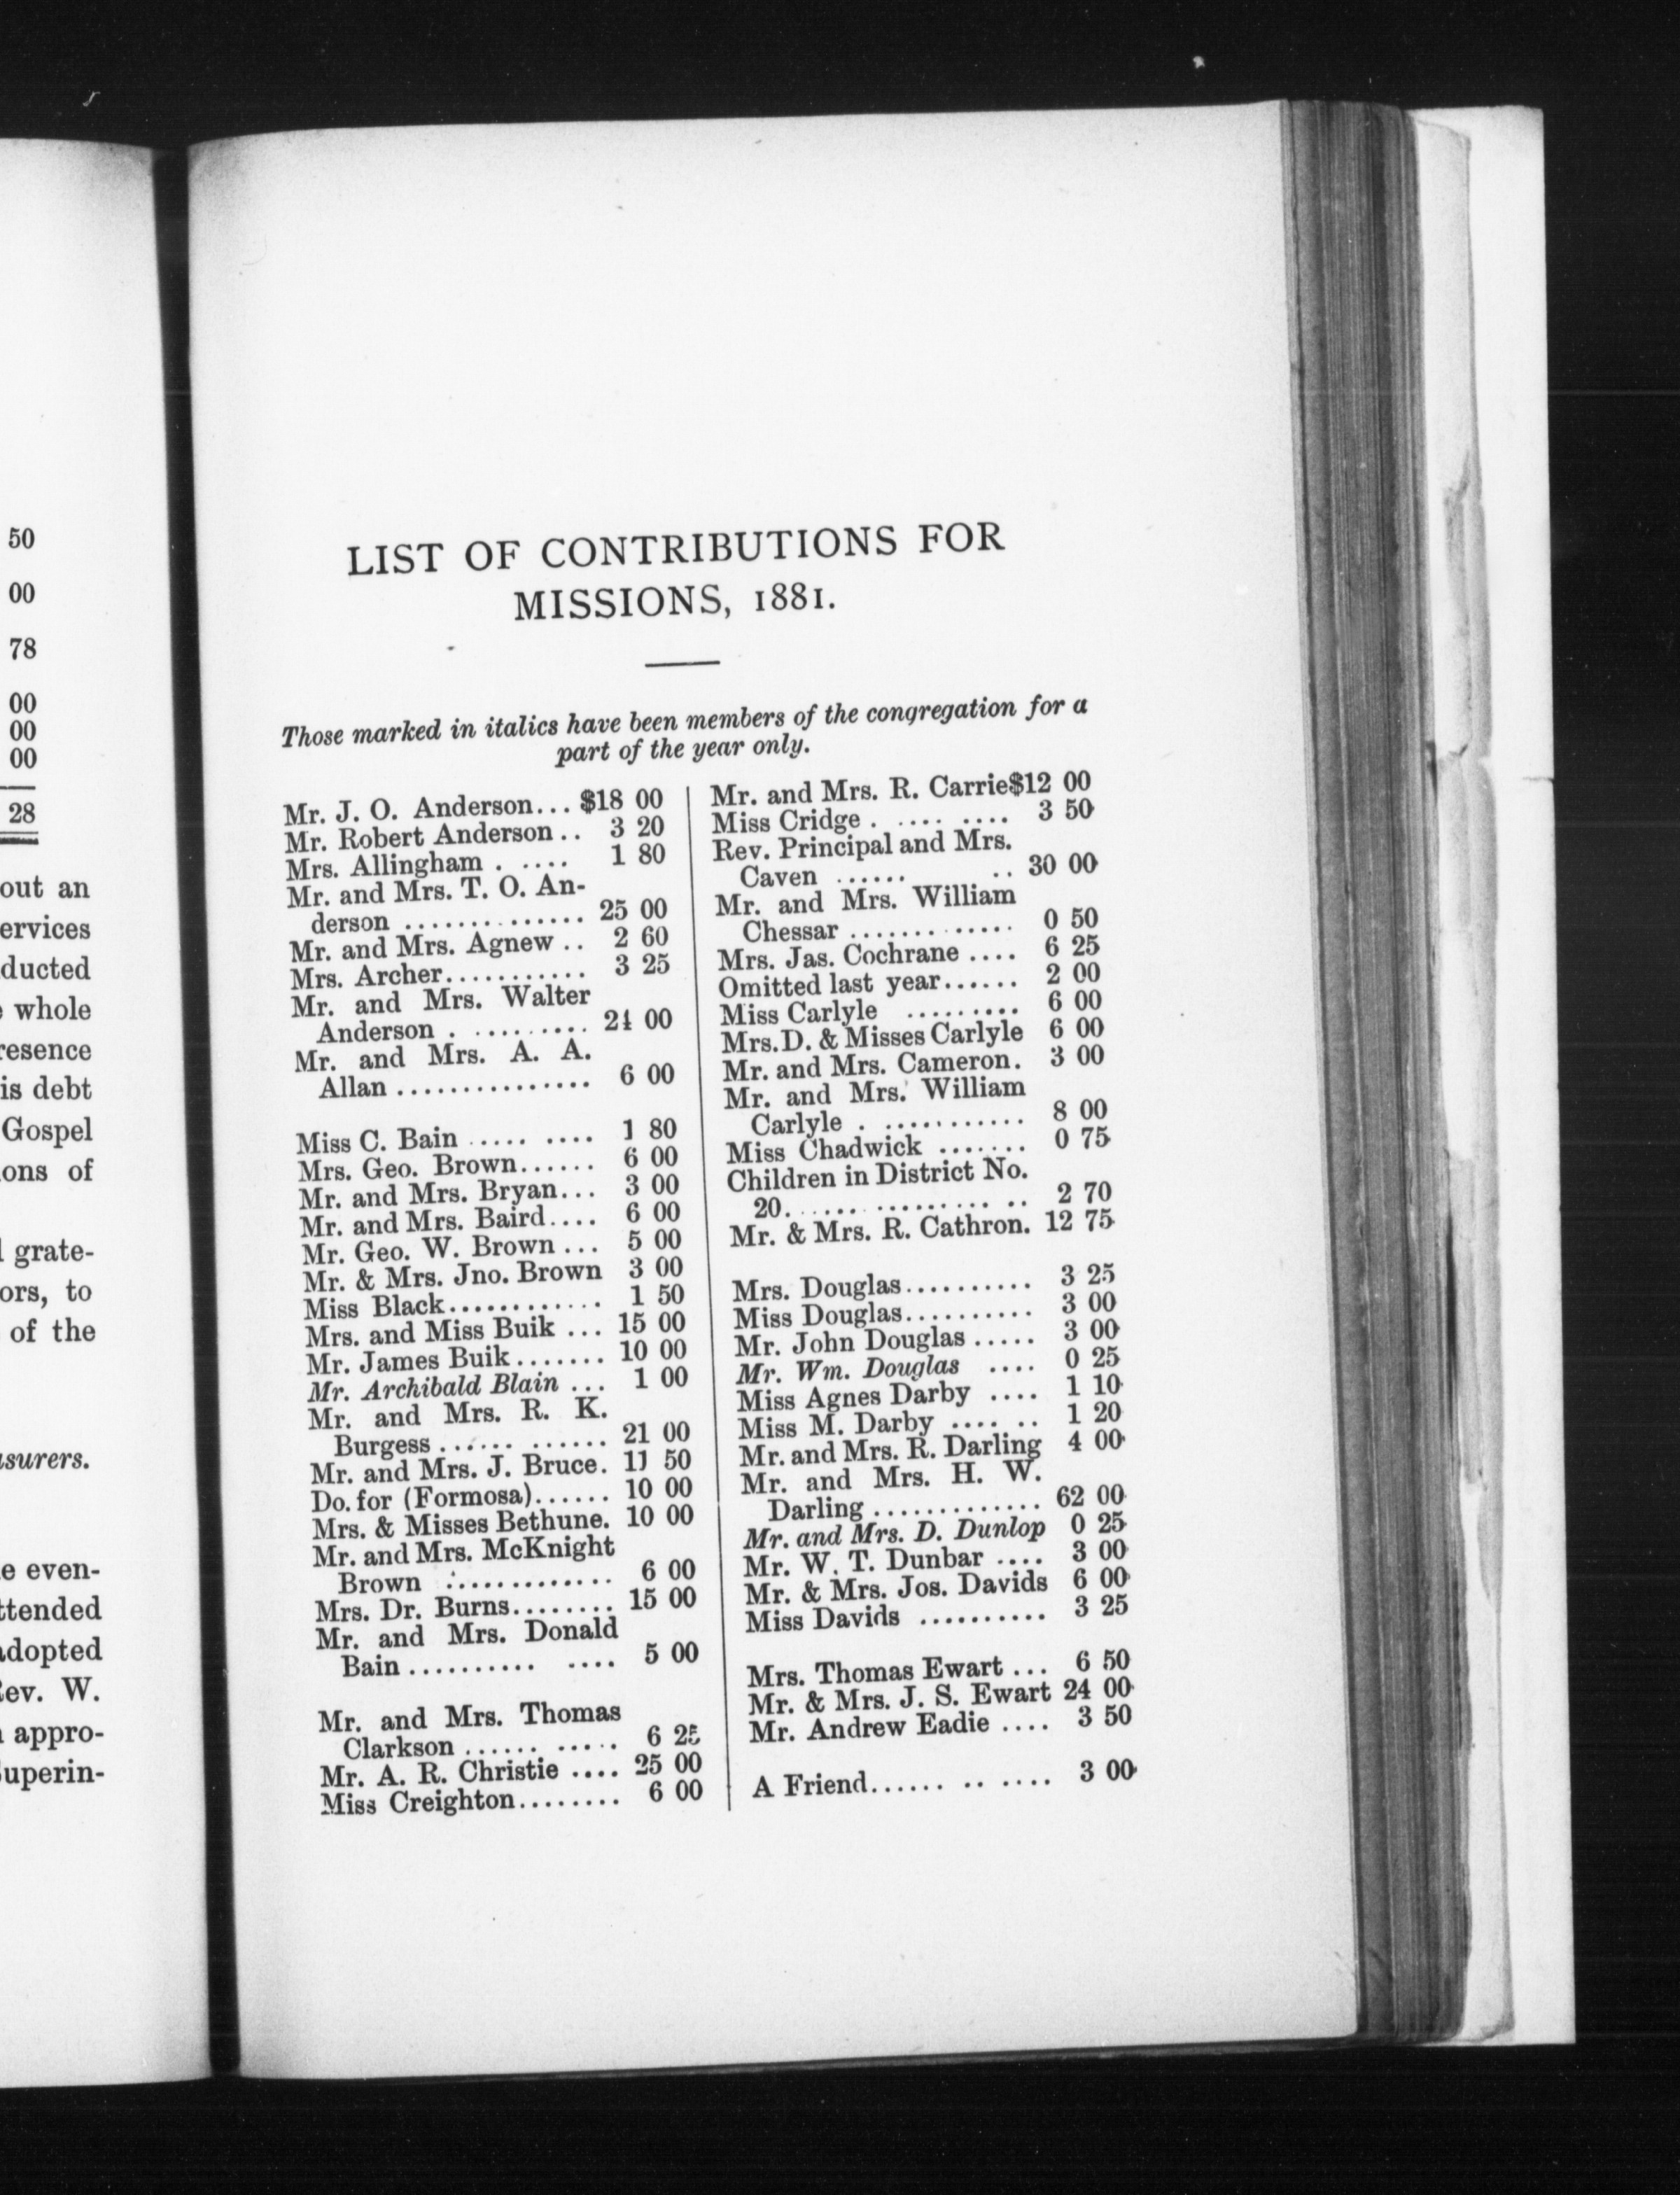 50
00
78
00
00
00
28
out an
ervices
ducted
whole
resence
is debt
Gospel
ions of
grate-
ors, to
of the
surers.
e even-
ttended
adopted
ev. W.
appro-
uperin-
LIST OF CONTRIBUTIONS FOR
MISSIONS, 1881.
Those marked in italics have been members of the congregation for a
part of the year only.
Mr. J. O. Anderson... $18 00
Mr. Robert Anderson .. 3 20
Mrs. Allingham . .... 1 80
Mr. and Mrs. T. O. An-
derson .............. 25 00
Mr. and Mrs. Agnew .. 2 60
Mrs. Archer........... 3 25
Mr. and Mrs. Walter
Anderson . ......... 24 00
Mr. and Mrs. A. A.
Allan ............... 6 00
Miss C. Bain ..... .... 1 80
Mrs. Geo. Brown...... 6 00
Mr. and Mrs. Bryan... 3 00
Mr. and Mrs. Baird.... 6 00
Mr. Geo. W. Brown ... 5 00
Mr. & Mrs. Jno. Brown 3 00
Miss Black............ 1 50
Mrs. and Miss Buik ... 15 00
Mr. James Buik....... 10 00
Mr. Archibald Blain ... 1 00
Mr. and Mrs. R. K.
Burgess ...... ...... 21 00
Mr. and Mrs. J. Bruce. 11 50
Do. for (Formosa)...... 10 00
Mrs. & Misses Bethune. 10 00
Mr. and Mrs. McKnight
Brown ............. 6 00
Mrs. Dr. Burns........ 15 00
Mr. and Mrs. Donald
Bain .......... .... 5 00
Mr. and Mrs. Thomas
Clarkson ...... ..... 6 25
Mr. A. R. Christie .... 25 00
Miss Creighton........ 6 00
Mr. and Mrs. R. Carrie $12 00
Miss Cridge . .... .... 3 50
Rev. Principal and Mrs.
Caven ...... .. 30 00
Mr. and Mrs. William
Chessar ............. 0 50
Mrs. Jas. Cochrane .... 6 25
Omitted last year...... 2 00
Miss Carlyle ......... 6 00
Mrs. D. & Misses Carlyle 6 00
Mr. and Mrs. Cameron. 3 00
Mr. and Mrs. William
Carlyle . ........... 8 00
Miss Chadwick ....... 0 75
Children in District No.
20. ..... ......... .. 2 70
Mr. & Mrs. R. Cathron. 12 75
Mrs. Douglas.......... 3 25
Miss Douglas.......... 3 00
Mr. John Douglas ..... 3 00
Mr. Wm. Douglas .... 0 25
Miss Agnes Darby .... 1 10
Miss M. Darby .... .. 1 20
Mr. and Mrs. R. Darling 4 00
Mr. and Mrs. H. W.
Darling ............. 62 00
Mr. and Mrs. D. Dunlop 0 25
Mr. W. T. Dunbar .... 3 00
Mr. & Mrs. Jos. Davids 6 00
Miss Davids .......... 3 25
Mrs. Thomas Ewart ... 6 50
Mr. & Mrs. J. S. Ewart 24 00
Mr. Andrew Eadie .... 3 50
A Friend...... .. .... 3 00